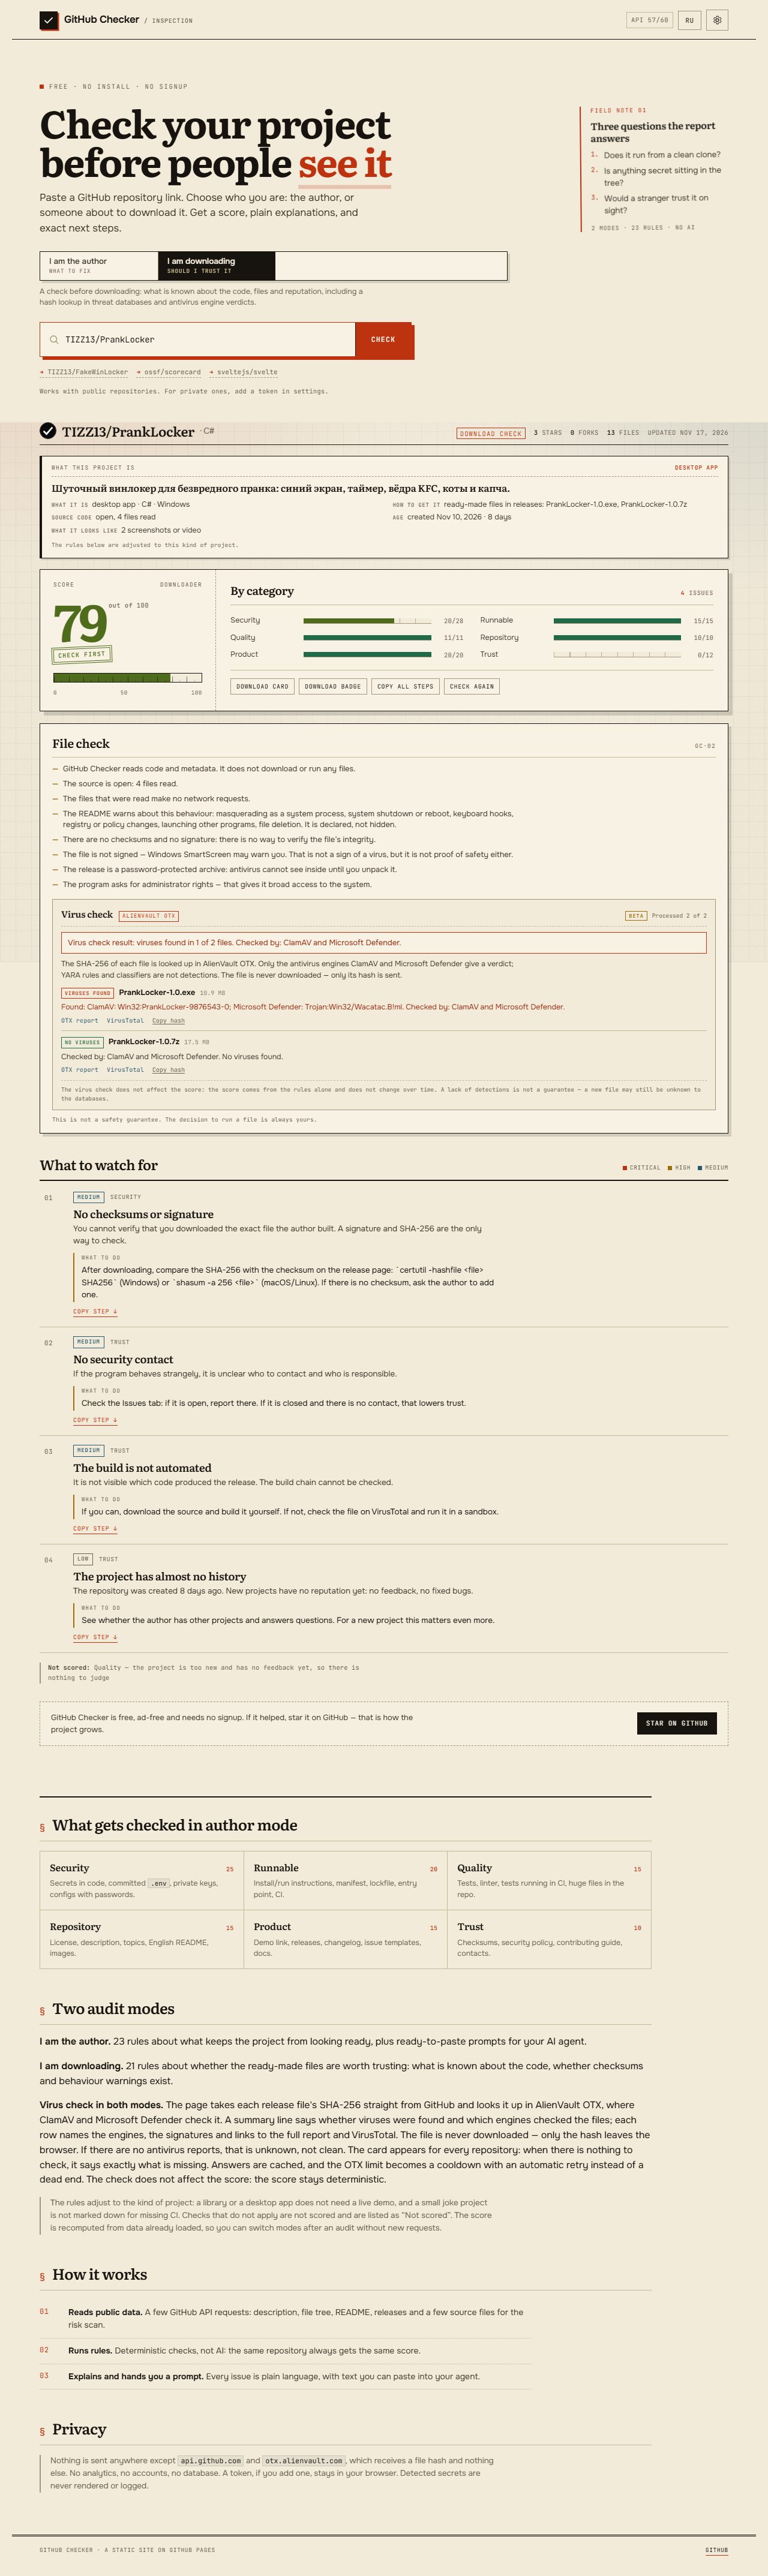 GitHub Checker / INSPECTION
API 57/60
RU
FREE · NO INSTALL · NO SIGNUP
Check your project
before people see it
Paste a GitHub repository link. Choose who you are: the author, or
someone about to download it. Get a score, plain explanations, and
exact next steps.
FIELD NOTE 01
Three questions the report
answers
1. Does it run from a clean clone?
2. Is anything secret sitting in the
tree?
3. Would a stranger trust it on
sight?
2 MODES · 23 RULES · NO AI
I am author
WHAT TO FIX
I am downloading
SHOULD I TRUST IT
A check before downloading: what is known about the code, files and reputation, including a
hash lookup in threat databases and antivirus engine verdicts.
TIZZ13/PrankLocker
CHECK
→ TIZZ13/FakeWinLocker → ossf/scorecard → sveltejs/svelte
Works with public repositories. For private ones, add a token in settings.
TIZZ13/PrankLocker · C#
DOWNLOAD CHECK 3 STARS 0 FORKS 13 FILES UPDATED NOV 17, 2026
WHAT THIS PROJECT IS
DESKTOP APP
Шуточный винлокер для безвредного пранка: синий экран, таймер, вёдра KFC, коты и капча.
WHAT IT IS desktop app · C# · Windows
HOW TO GET IT ready-made files in releases: PrankLocker-1.0.exe, PrankLocker-1.0.7z
SOURCE CODE open, 4 files read
AGE created Nov 10, 2026 · 8 days
WHAT IT LOOKS LIKE 2 screenshots or video
The rules below are adjusted to this kind of project.
SCORE
DOWNLOADER
79 out of 100
CHECK FIRST
0 50 100
By category
4 ISSUES
Security 20/28
Runnable 15/15
Quality 11/11
Repository 10/10
Product 20/20
Trust 0/12
DOWNLOAD CARD
DOWNLOAD BADGE
COPY ALL STEPS
CHECK AGAIN
File check
GC-02
— GitHub Checker reads code and metadata. It does not download or run any files.
— The source is open: 4 files read.
— The files that were read make no network requests.
— The README warns about this behaviour: masquerading as a system process, system shutdown or reboot, keyboard hooks,
registry or policy changes, launching other programs, file deletion. It is declared, not hidden.
— There are no checksums and no signature: there is no way to verify the file's integrity.
— The file is not signed — Windows SmartScreen may warn you. That is not a sign of a virus, but it is not proof of safety either.
— The release is a password-protected archive: antivirus cannot see inside until you unpack it.
— The program asks for administrator rights — that gives it broad access to the system.
Virus check ALIENVAULT OTX
BETA Processed 2 of 2
Virus check result: viruses found in 1 of 2 files. Checked by: ClamAV and Microsoft Defender.
The SHA-256 of each file is looked up in AlienVault OTX. Only the antivirus engines ClamAV and Microsoft Defender give a verdict;
YARA rules and classifiers are not detections. The file is never downloaded — only its hash is sent.
VIRUSES FOUND PrankLocker-1.0.exe 10.9 MB
Found: ClamAV: Win32:PrankLocker-9876543-0; Microsoft Defender: Trojan:Win32/Wacatac.B!ml. Checked by: ClamAV and Microsoft Defender.
OTX report VirusTotal Copy hash
NO VIRUSES PrankLocker-1.0.7z 17.5 MB
Checked by: ClamAV and Microsoft Defender. No viruses found.
OTX report VirusTotal Copy hash
The virus check does not affect the score: the score comes from the rules alone and does not change over time. A lack of detections is not a guarantee — a new file may still be unknown to
the databases.
This is not a safety guarantee. The decision to run a file is always yours.
What to watch for
CRITICAL HIGH MEDIUM
01
MEDIUM SECURITY
No checksums or signature
You cannot verify that you downloaded the exact file the author built. A signature and SHA-256 are the only
way to check.
WHAT TO DO
After downloading, compare the SHA-256 with the checksum on the release page: `certutil -hashfile <file>
SHA256` (Windows) or `shasum -a 256 <file>` (macOS/Linux). If there is no checksum, ask the author to add
one.
COPY STEP ↓
02
MEDIUM TRUST
No security contact
If the program behaves strangely, it is unclear who to contact and who is responsible.
WHAT TO DO
Check the Issues tab: if it is open, report there. If it is closed and there is no contact, that lowers trust.
COPY STEP ↓
03
MEDIUM TRUST
The build is not automated
It is not visible which code produced the release. The build chain cannot be checked.
WHAT TO DO
If you can, download the source and build it yourself. If not, check the file on VirusTotal and run it in a sandbox.
COPY STEP ↓
04
LOW TRUST
The project has almost no history
The repository was created 8 days ago. New projects have no reputation yet: no feedback, no fixed bugs.
WHAT TO DO
See whether the author has other projects and answers questions. For a new project this matters even more.
COPY STEP ↓
Not scored: Quality — the project is too new and has no feedback yet, so there is
nothing to judge
GitHub Checker is free, ad-free and needs no signup. If it helped, star it on GitHub — that is how the
project grows.
STAR ON GITHUB
§ What gets checked in author mode
Security 25
Secrets in code, committed .env, private keys,
configs with passwords.
Runnable 20
Install/run instructions, manifest, lockfile, entry
point, CI.
Quality 15
Tests, linter, tests running in CI, huge files in the
repo.
Repository 15
License, description, topics, English README,
images.
Product 15
Demo link, releases, changelog, issue templates,
docs.
Trust 10
Checksums, security policy, contributing guide,
contacts.
§ Two audit modes
I am the author. 23 rules about what keeps the project from looking ready, plus ready-to-paste prompts for your AI agent.
I am downloading. 21 rules about whether the ready-made files are worth trusting: what is known about the code, whether checksums
and behaviour warnings exist.
Virus check in both modes. The page takes each release file's SHA-256 straight from GitHub and looks it up in AlienVault OTX, where
ClamAV and Microsoft Defender check it. A summary line says whether viruses were found and which engines checked the files; each
row names the engines, the signatures and links to the full report and VirusTotal. The file is never downloaded — only the hash leaves the
browser. If there are no antivirus reports, that is unknown, not clean. The card appears for every repository: when there is nothing to
check, it says exactly what is missing. Answers are cached, and the OTX limit becomes a cooldown with an automatic retry instead of a
dead end. The check does not affect the score: the score stays deterministic.
The rules adjust to the kind of project: a library or a desktop app does not need a live demo, and a small joke project
is not marked down for missing CI. Checks that do not apply are not scored and are listed as “Not scored”. The score
is recomputed from data already loaded, so you can switch modes after an audit without new requests.
§ How it works
01 Reads public data. A few GitHub API requests: description, file tree, README, releases and a few source files for the
risk scan.
02 Runs rules. Deterministic checks, not AI: the same repository always gets the same score.
03 Explains and hands you a prompt. Every issue is plain language, with text you can paste into your agent.
§ Privacy
Nothing is sent anywhere except api.github.com and otx.alienvault.com, which receives a file hash and nothing
else. No analytics, no accounts, no database. A token, if you add one, stays in your browser. Detected secrets are
never rendered or logged.
GITHUB CHECKER · A STATIC SITE ON GITHUB PAGES
GITHUB